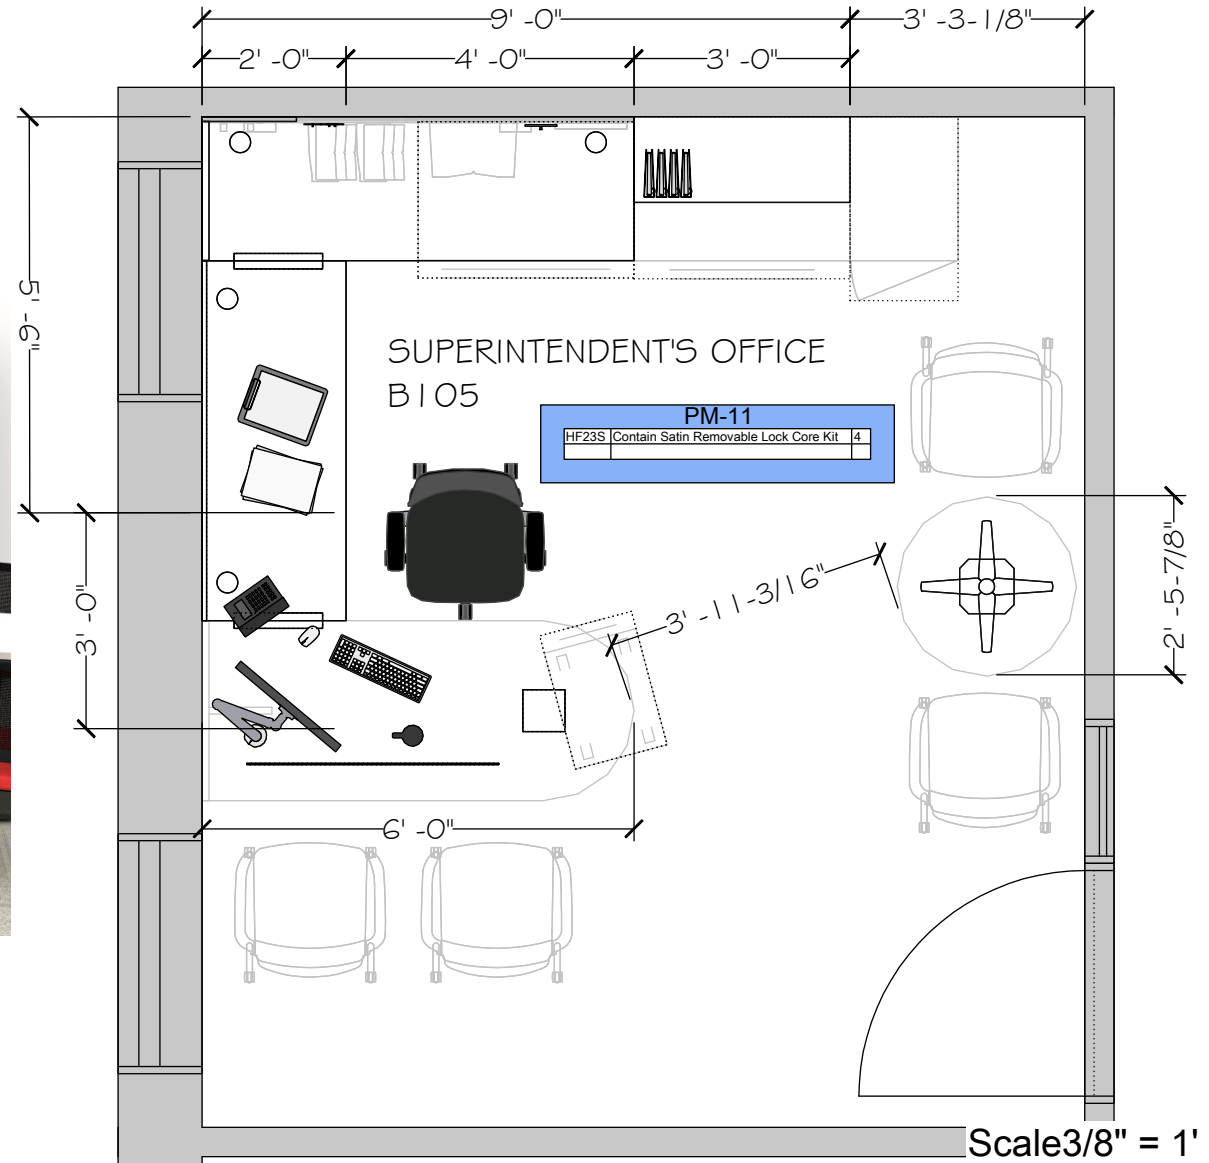 9' -0"
3' -3-1/8"
2' -0"
4' -0"
3' -0"
5' -6"
SUPERINTENDENT'S OFFICE
B105
PM-11
HF23S Contain Satin Removable Lock Core Kit 4
3' -0"
3' -11-3/16"
2' -5-7/8"
6' -0"
Scale3/8" = 1'